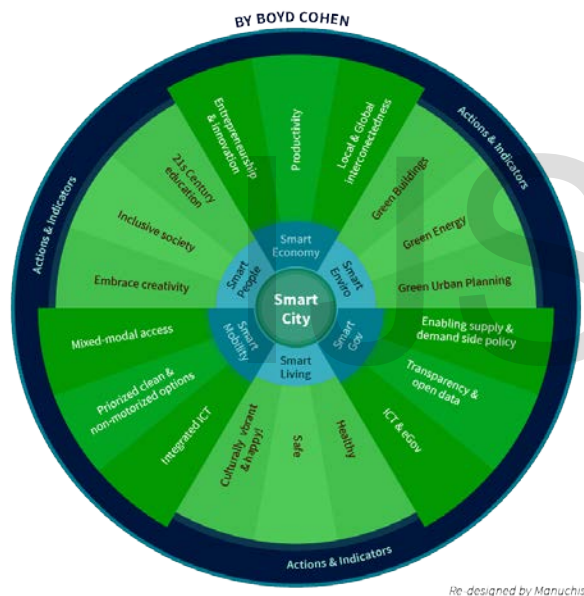 BY BOYD COHEN
Actions & Indicators
Actions & Indicators
Entrepreneurship
& innovation
Productivity
Local & Global
interconectedness
21s Century
education
Inclusive society
Embrace creativity
Green Buildings
Green Energy
Green Urban Planning
Smart
Economy
Smart
People
Smart
Enviro
Smart
City
Smart
Mobility
Smart
Living
Smart
Gov
Mixed-modal access
Priorized clean &
non-motorized options
Integrated ICT
Culturally vorant
& happy!
Safe
Healthy
Enabling supply &
demand side policy
Transparency &
open data
ICT & eGov
Actions & Indicators
Re-designed by Manuchis